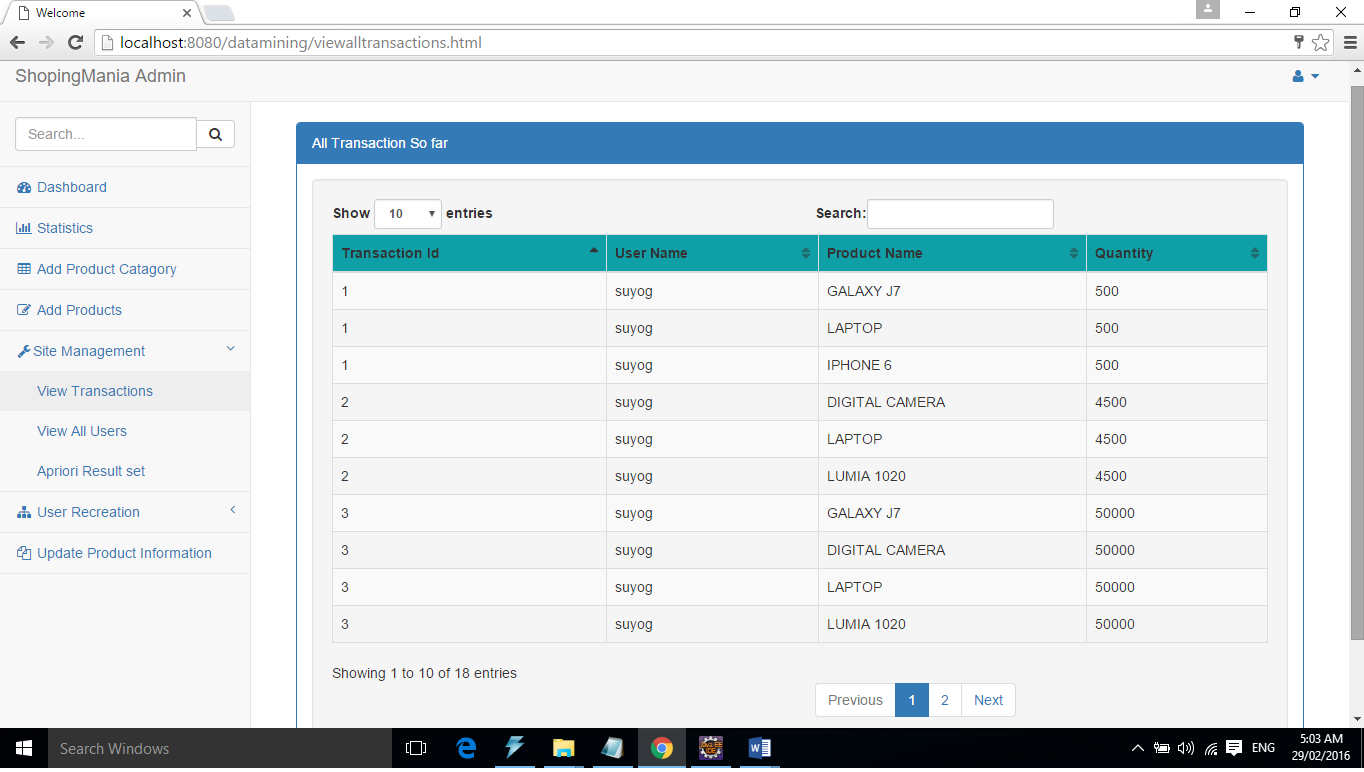 Welcome
localhost:8080/datamining/viewalltransactions.html
ShopingMania Admin
Search...
Dashboard
Statistics
Add Product Catagory
Add Products
Site Management
View Transactions
View All Users
Apriori Result set
User Recreation
Update Product Information
All Transaction So far
Show 10 entries Search:
Transaction Id User Name Product Name Quantity
1 suyog GALAXY J7 500
1 suyog LAPTOP 500
1 suyog IPHONE 6 500
2 suyog DIGITAL CAMERA 4500
2 suyog LAPTOP 4500
2 suyog LUMIA 1020 4500
3 suyog GALAXY J7 50000
3 suyog DIGITAL CAMERA 50000
3 suyog LAPTOP 50000
3 suyog LUMIA 1020 50000
Showing 1 to 10 of 18 entries
Previous 1 2 Next
Search Windows
Java EE
IDE
ENG
5:03 AM
29/02/2016